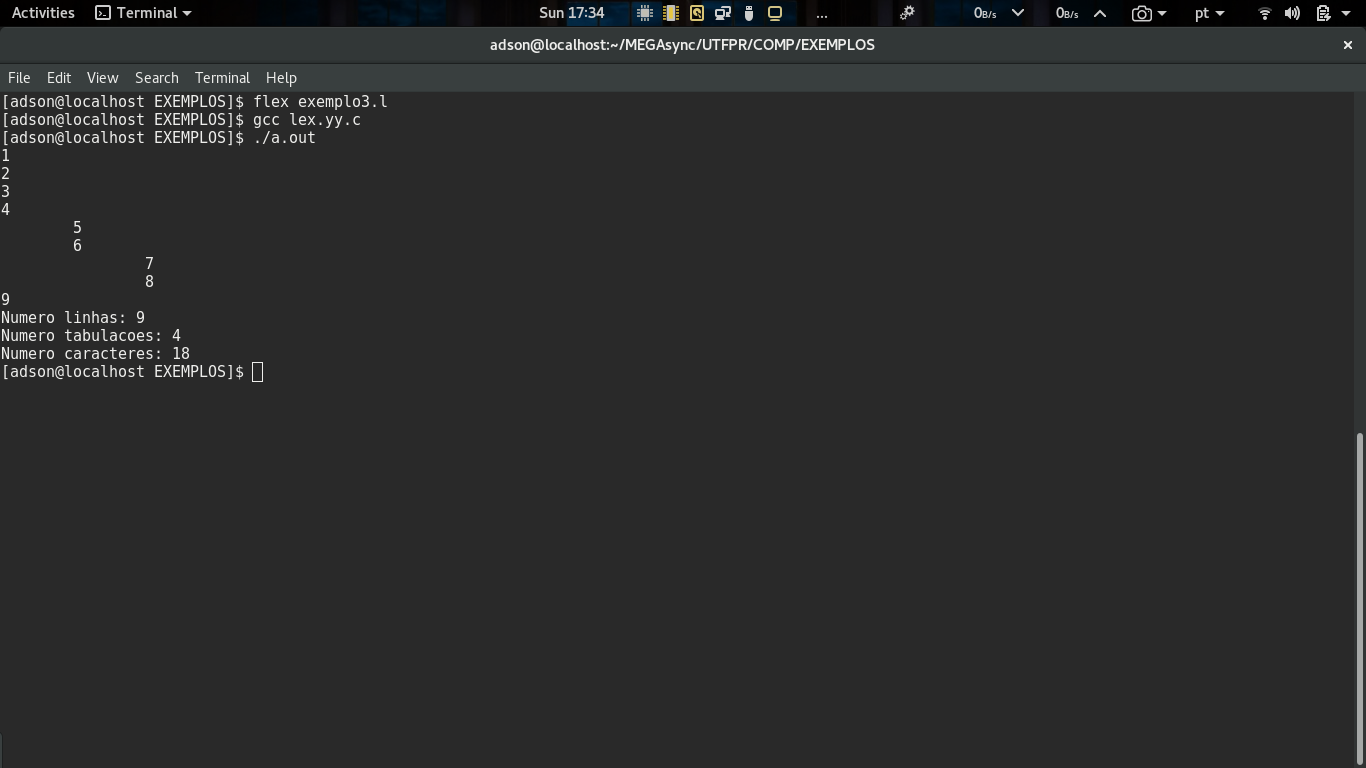 Activities Terminal Sun 17:34 ... 0B/s 0B/s pt
adson@localhost:~/MEGAsync/UTFPR/COMP/EXEMPLOS ×
File Edit View Search Terminal Help
[adson@localhost EXEMPLOS]$ flex exemplo3.l
[adson@localhost EXEMPLOS]$ gcc lex.yy.c
[adson@localhost EXEMPLOS]$ ./a.out
1
2
3
4
5
6
7
8
9
Numero linhas: 9
Numero tabulacoes: 4
Numero caracteres: 18
[adson@localhost EXEMPLOS]$